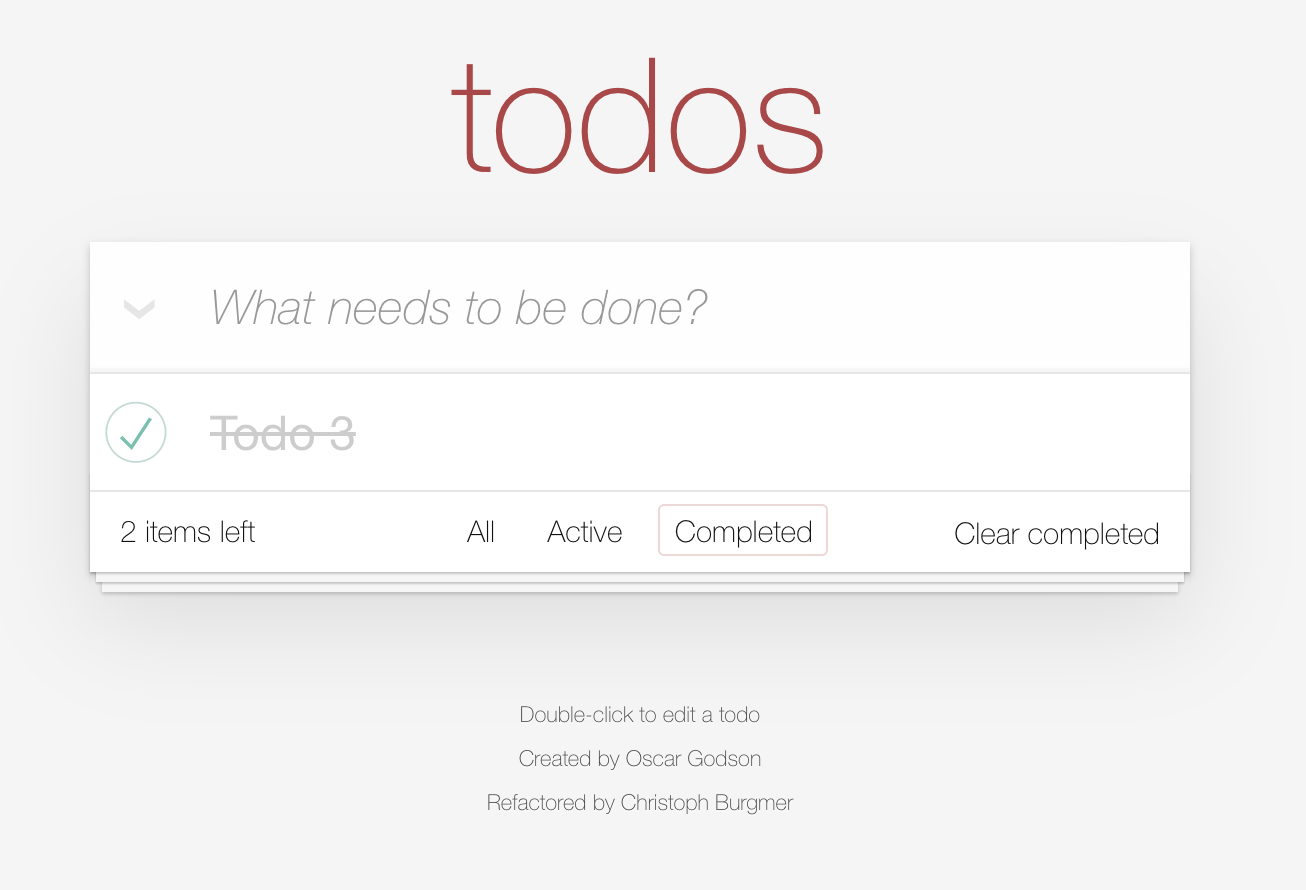 todos
What needs to be done?
Todo 3
2 items left All Active Completed Clear completed
Double-click to edit a todo
Created by Oscar Godson
Refactored by Christoph Burgmer